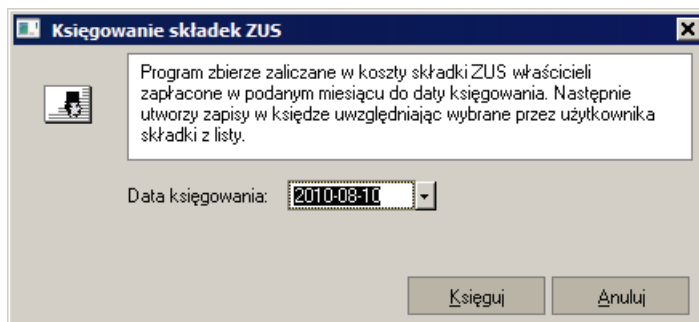 Księgowanie składek ZUS
Program zbierze zaliczane w koszty składki ZUS właścicieli
zapłacone w podanym miesiącu do daty księgowania. Następnie
utworzy zapisy w księdze uwzględniając wybrane przez użytkownika
składki z listy.
Data księgowania: 2010-08-10
Księguj Anuluj